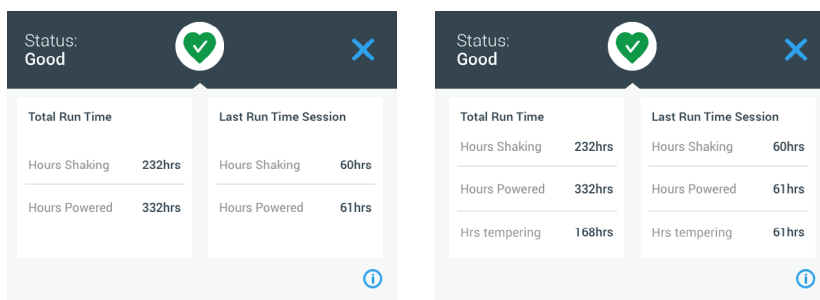 Status:
Good
Total Run Time
Hours Shaking 232hrs
Hours Powered 332hrs
Last Run Time Session
Hours Shaking 60hrs
Hours Powered 61hrs
Status:
Good
Total Run Time
Hours Shaking 232hrs
Hours Powered 332hrs
Hrs tempering 168hrs
Last Run Time Session
Hours Shaking 60hrs
Hours Powered 61hrs
Hrs tempering 61hrs